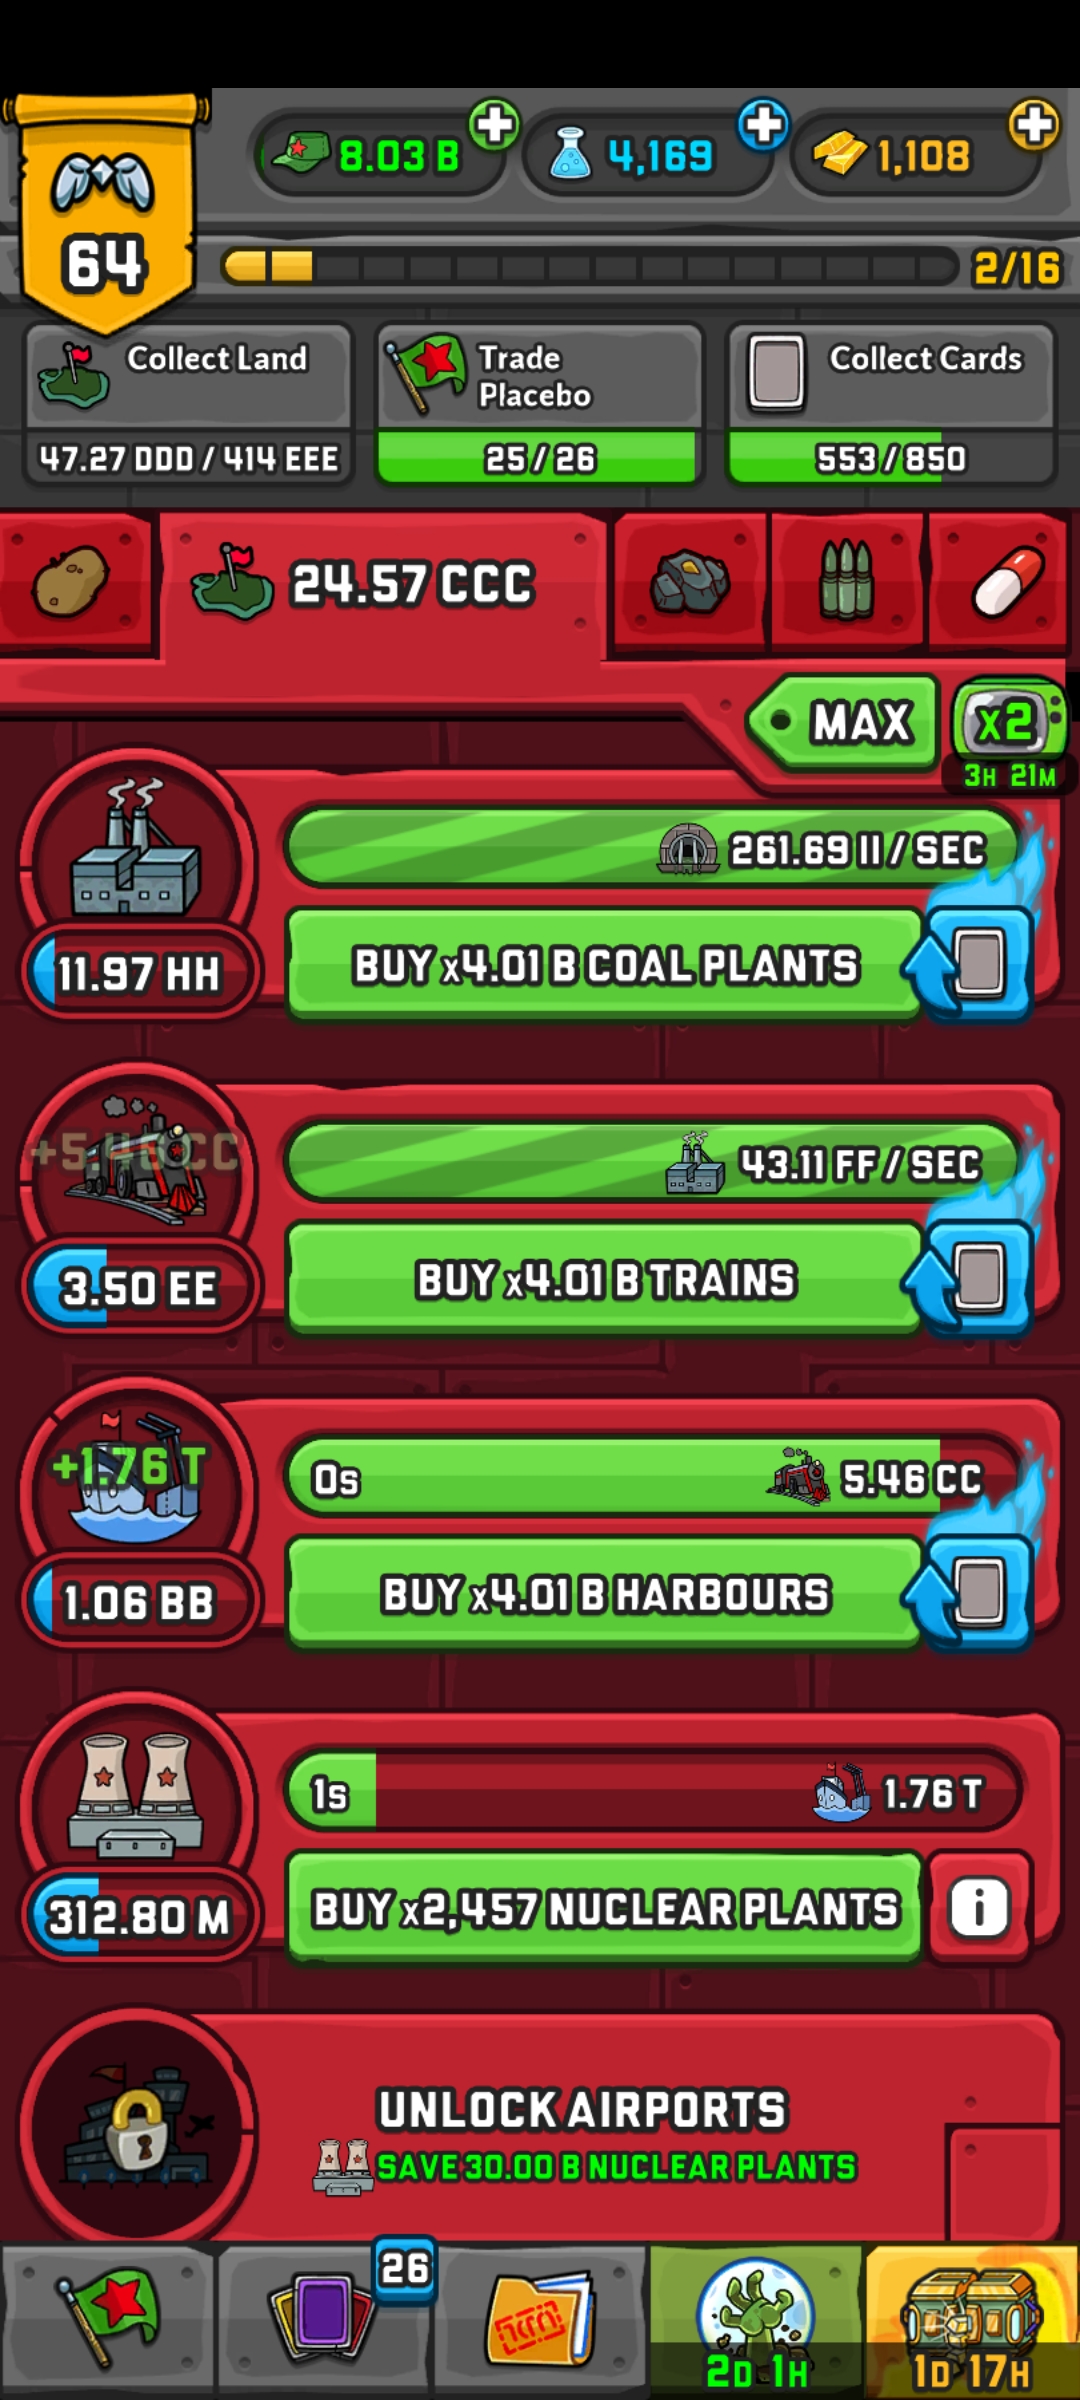 8.03 B
4,169
1,108
64
2/16
Collect Land
47.27 DDD / 414 EEE
Trade
Placebo
25 / 26
Collect Cards
553 / 850
24.57 CCC
MAX
x2
3H 21M
261.69 II / SEC
11.97 HH
BUY x4.01 B COAL PLANTS
+5.46 CC
43.11 FF / SEC
3.50 EE
BUY x4.01 B TRAINS
+1.76 T
0s
5.46 CC
1.06 BB
BUY x4.01 B HARBOURS
1s
1.76 T
312.80 M
BUY x2,457 NUCLEAR PLANTS
i
UNLOCK AIRPORTS
SAVE 30.00 B NUCLEAR PLANTS
26
2D 1H
1D 17H